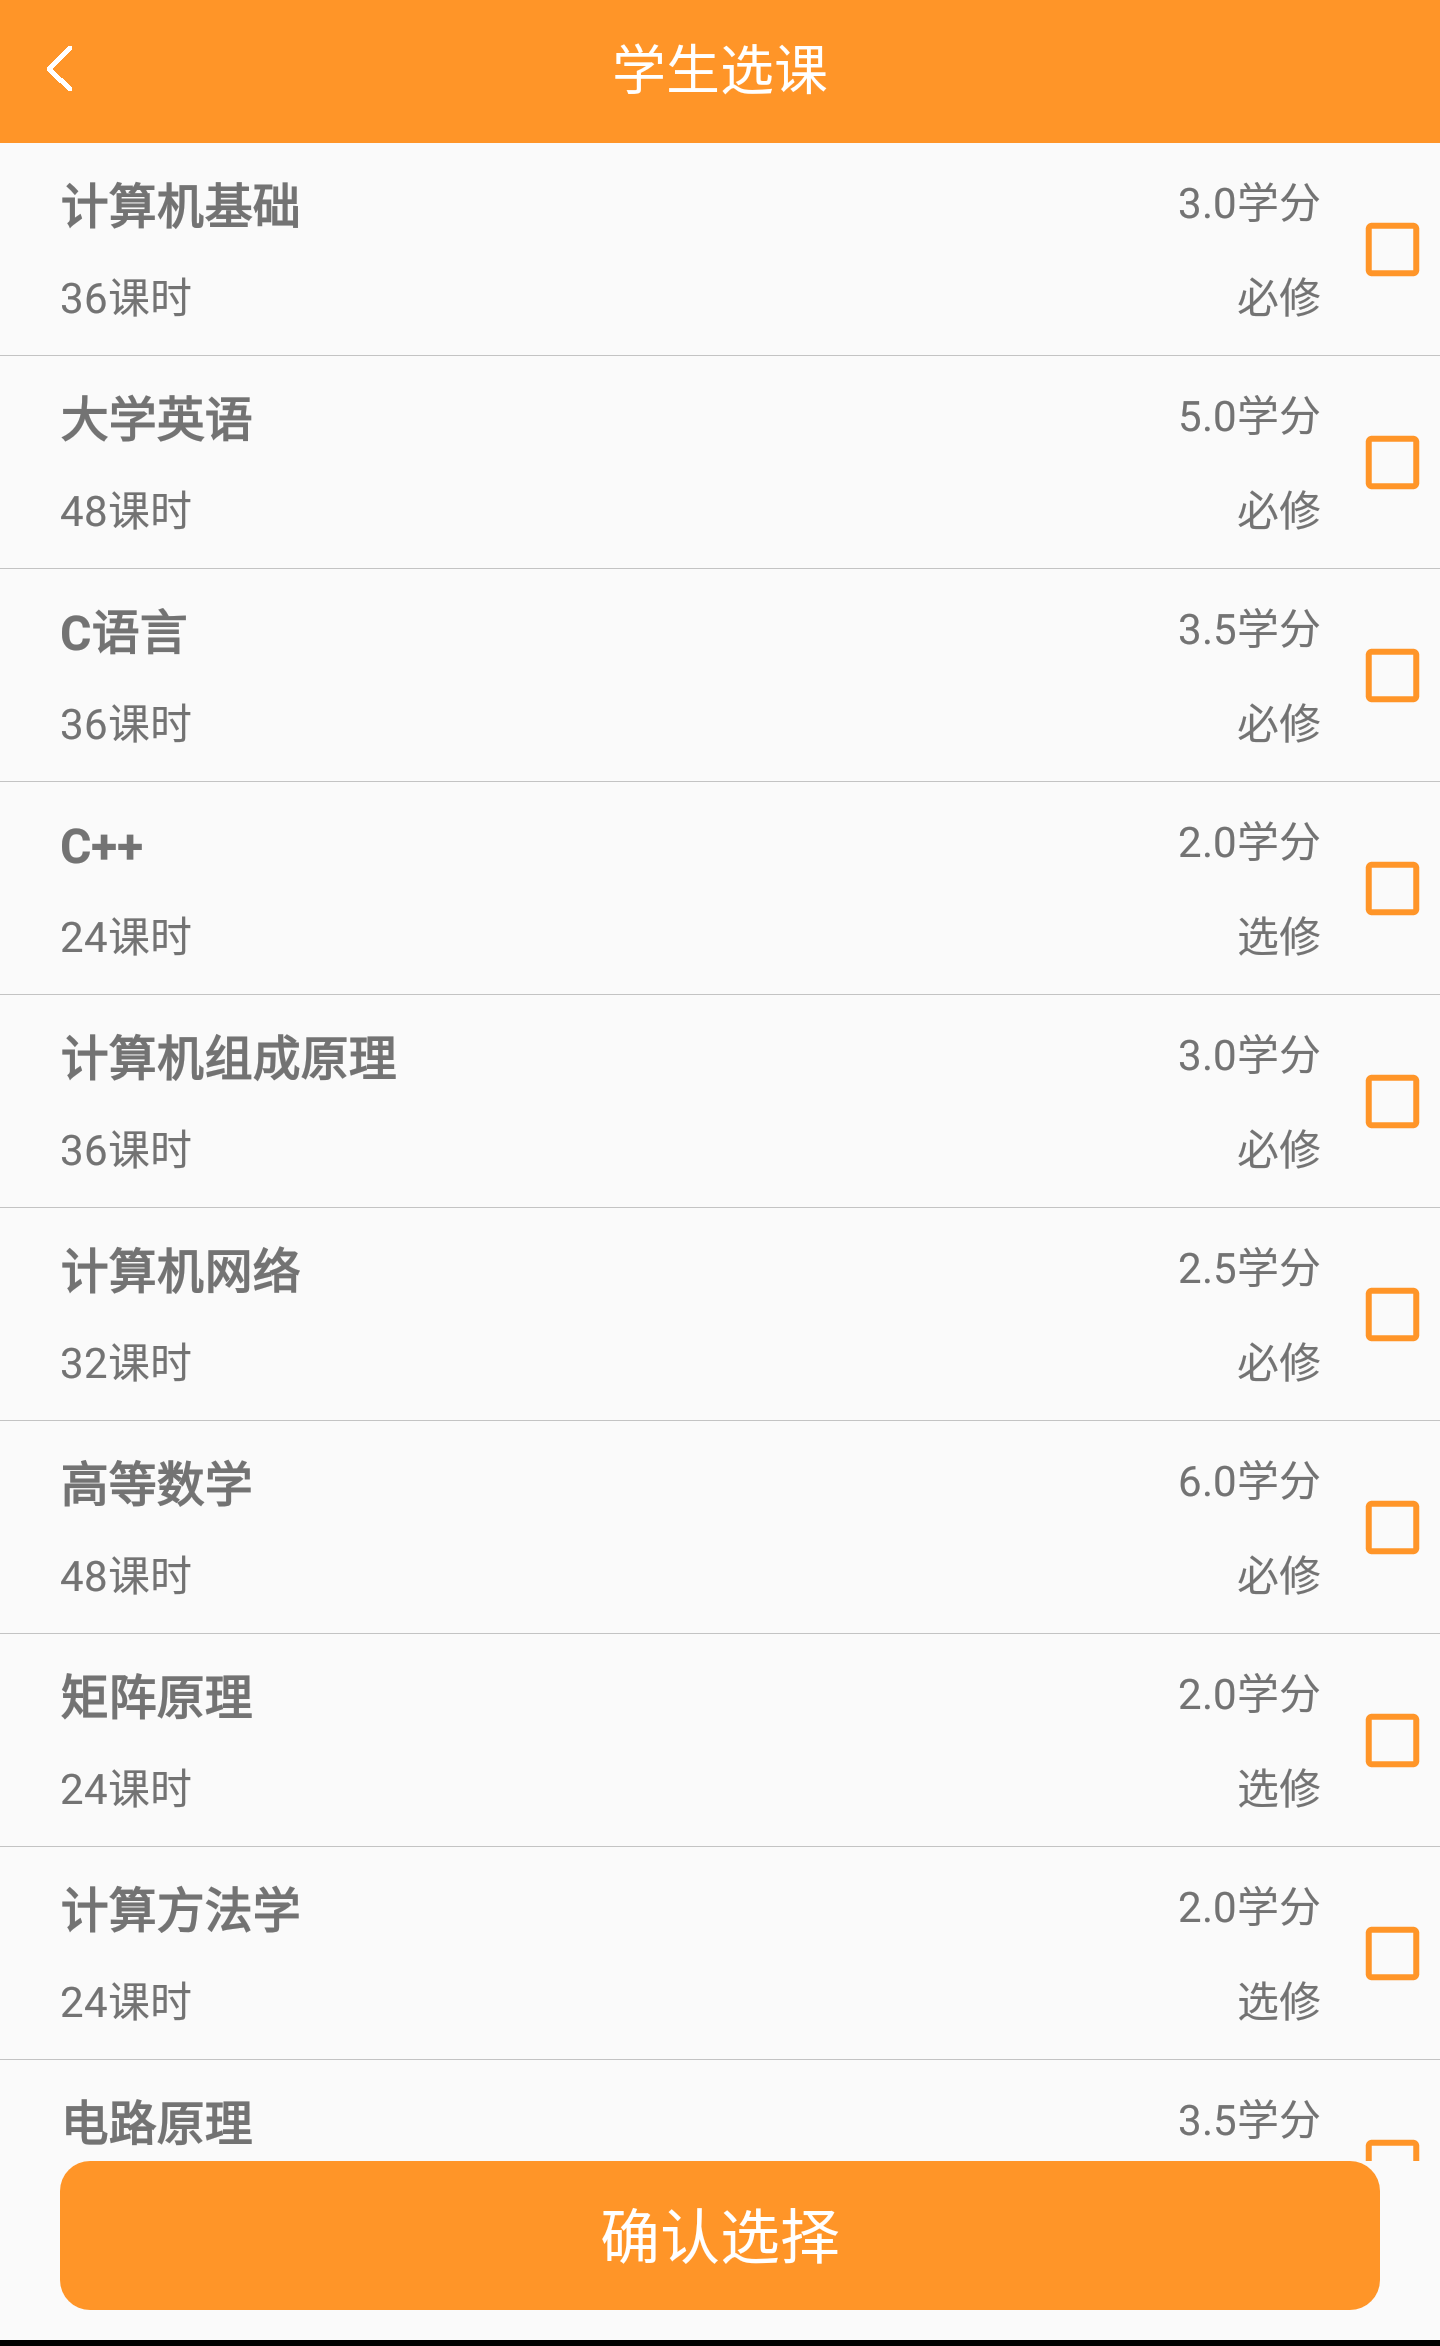 学生选课
计算机基础 3.0学分
36课时 必修
大学英语 5.0学分
48课时 必修
C语言 3.5学分
36课时 必修
C++ 2.0学分
24课时 选修
计算机组成原理 3.0学分
36课时 必修
计算机网络 2.5学分
32课时 必修
高等数学 6.0学分
48课时 必修
矩阵原理 2.0学分
24课时 选修
计算方法学 2.0学分
24课时 选修
电路原理 3.5学分
确认选择